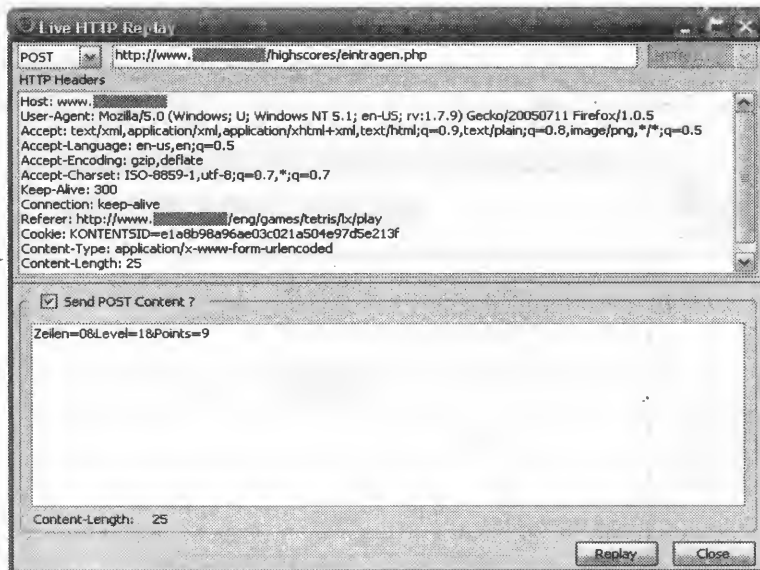 Live HTTP Replay
POST http://www. /highscores/eintragen.php
HTTP Headers
Host: www.
User-Agent: Mozilla/5.0 (Windows; U; Windows NT 5.1; en-US; rv:1.7.9) Gecko/20050711 Firefox/1.0.5
Accept: text/xml,application/xml,application/xhtml+xml,text/html;q=0.9,text/plain;q=0.8,image/png,*/*;q=0.5
Accept-Language: en-us,en;q=0.5
Accept-Encoding: gzip,deflate
Accept-Charset: ISO-8859-1,utf-8;q=0.7,*;q=0.7
Keep-Alive: 300
Connection: keep-alive
Referer: http://www. /eng/games/tetris/lx/play
Cookie: KONTENTSID=e1a8b98a96ae03c021a504e97d5e213f
Content-Type: application/x-www-form-urlencoded
Content-Length: 25
Send POST Content ?
Zeilen=0&Level=1&Points=9
Content-Length: 25
Replay Close